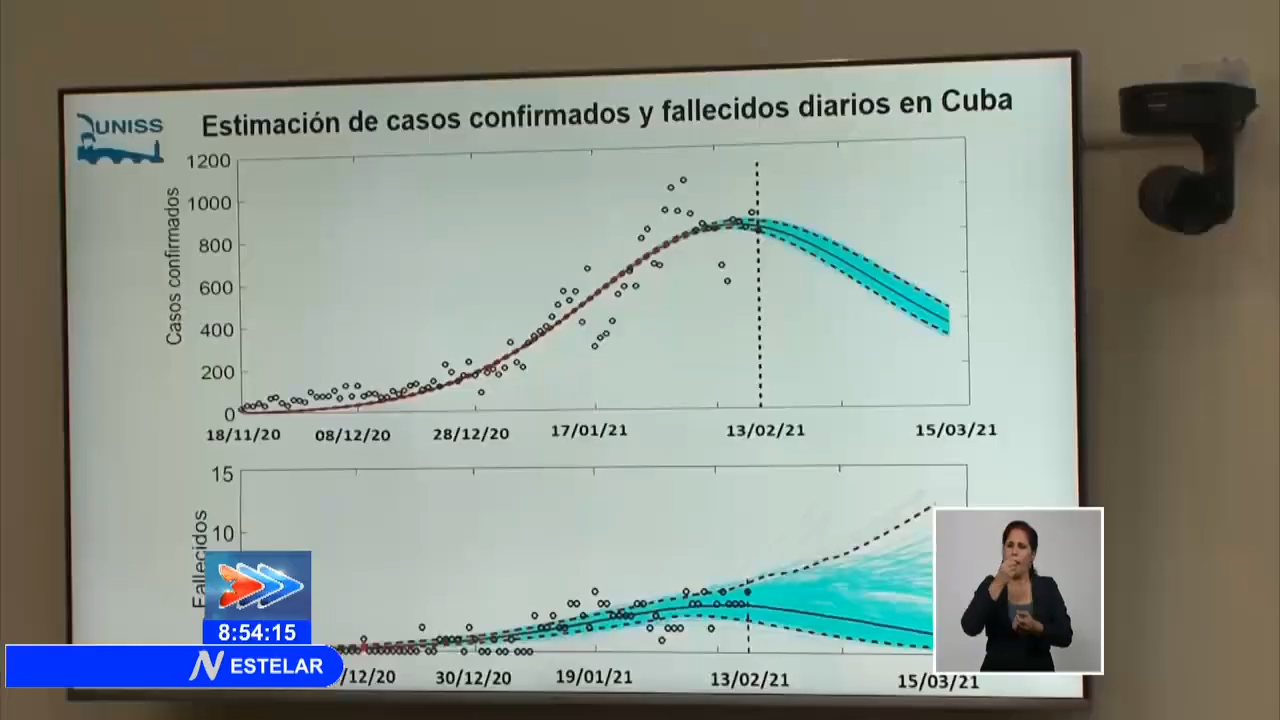 UNISS
Estimación de casos confirmados y fallecidos diarios en Cuba
Casos confirmados
1200
1000
800
600
400
200
0
18/11/20 08/12/20 28/12/20 17/01/21 13/02/21 15/03/21
Fallecidos
15
10
/12/20 30/12/20 19/01/21 13/02/21 15/03/21
8:54:15
N ESTELAR